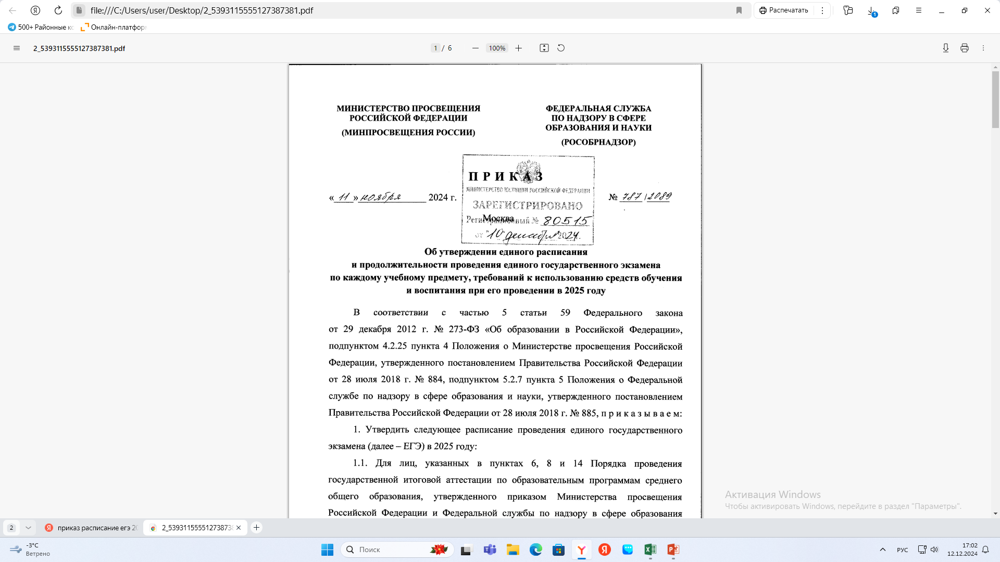 file:///C:/Users/user/Desktop/2_5393115555127387381.pdf
Распечатать
1
500+ Районные ко
Онлайн-платфор
2_5393115555127387381.pdf
1 / 6
100%
МИНИСТЕРСТВО ПРОСВЕЩЕНИЯ
РОССИЙСКОЙ ФЕДЕРАЦИИ
(МИНПРОСВЕЩЕНИЯ РОССИИ)
ФЕДЕРАЛЬНАЯ СЛУЖБА
ПО НАДЗОРУ В СФЕРЕ
ОБРАЗОВАНИЯ И НАУКИ
(РОСОБРНАДЗОР)
П Р И К А З
МИНИСТЕРСТВО ЮСТИЦИИ РОССИЙСКОЙ ФЕДЕРАЦИИ
« 11 » ноября 2024 г.
№ 787 / 2089
ЗАРЕГИСТРИРОВАНО
Москва
Регистрационный № 80515
от "10" декабря 2024.
Об утверждении единого расписания
и продолжительности проведения единого государственного экзамена
по каждому учебному предмету, требований к использованию средств обучения
и воспитания при его проведении в 2025 году
В соответствии с частью 5 статьи 59 Федерального закона
от 29 декабря 2012 г. № 273-ФЗ «Об образовании в Российской Федерации»,
подпунктом 4.2.25 пункта 4 Положения о Министерстве просвещения Российской
Федерации, утвержденного постановлением Правительства Российской Федерации
от 28 июля 2018 г. № 884, подпунктом 5.2.7 пункта 5 Положения о Федеральной
службе по надзору в сфере образования и науки, утвержденного постановлением
Правительства Российской Федерации от 28 июля 2018 г. № 885, п р и к а з ы в а е м:
1. Утвердить следующее расписание проведения единого государственного
экзамена (далее – ЕГЭ) в 2025 году:
1.1. Для лиц, указанных в пунктах 6, 8 и 14 Порядка проведения
государственной итоговой аттестации по образовательным программам среднего
общего образования, утвержденного приказом Министерства просвещения
Российской Федерации и Федеральной службы по надзору в сфере образования
Активация Windows
Чтобы активировать Windows, перейдите в раздел "Параметры".
2
приказ расписание егэ 20
2_539311555512738738
-3°C
Ветрено
Поиск
РУС
17:02
12.12.2024